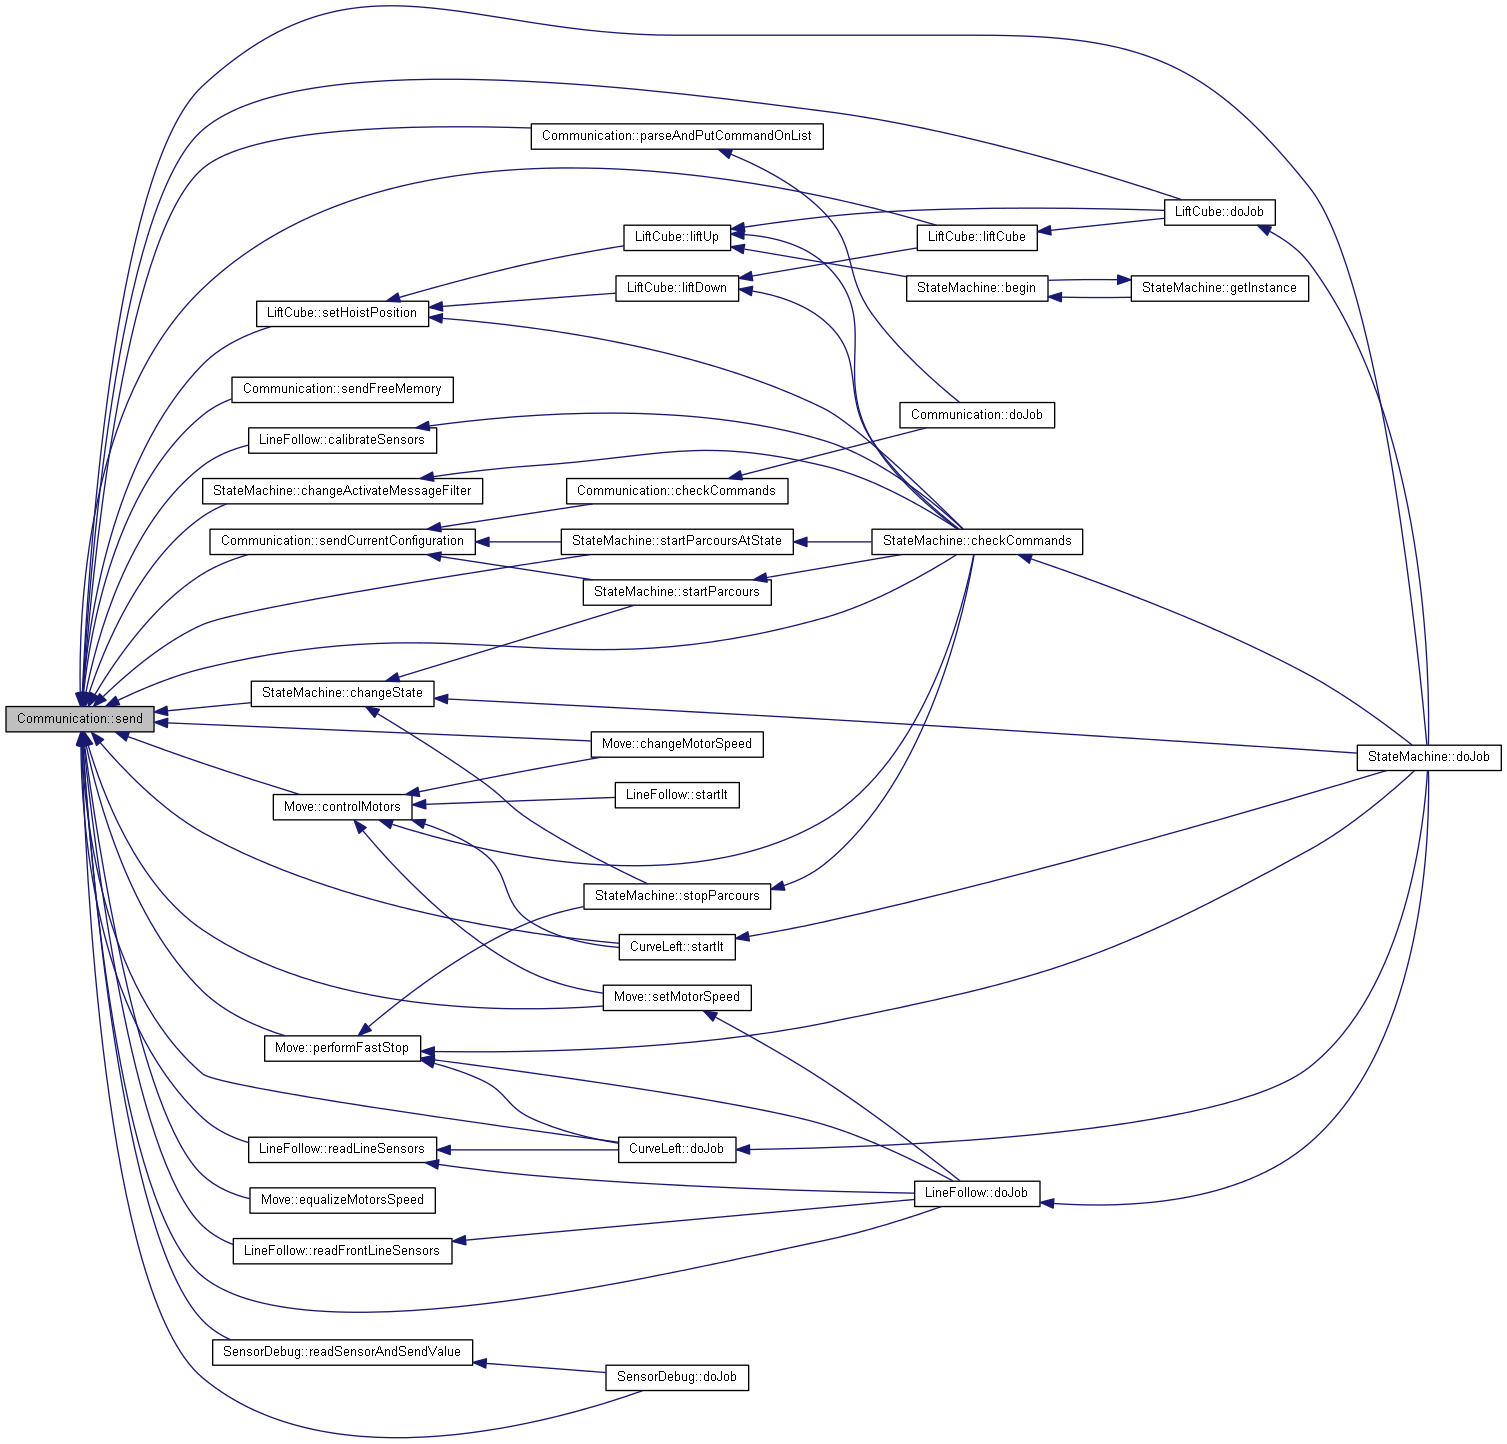 Communication::parseAndPutCommandOnList
LiftCube::doJob
LiftCube::liftUp
LiftCube::liftCube
LiftCube::liftDown
StateMachine::begin
StateMachine::getInstance
LiftCube::setHoistPosition
Communication::sendFreeMemory
Communication::doJob
LineFollow::calibrateSensors
StateMachine::changeActivateMessageFilter
Communication::checkCommands
Communication::sendCurrentConfiguration
StateMachine::startParcoursAtState
StateMachine::checkCommands
StateMachine::startParcours
StateMachine::changeState
Communication::send
Move::changeMotorSpeed
StateMachine::doJob
LineFollow::startIt
Move::controlMotors
StateMachine::stopParcours
CurveLeft::startIt
Move::setMotorSpeed
Move::performFastStop
LineFollow::readLineSensors
CurveLeft::doJob
Move::equalizeMotorsSpeed
LineFollow::doJob
LineFollow::readFrontLineSensors
SensorDebug::readSensorAndSendValue
SensorDebug::doJob